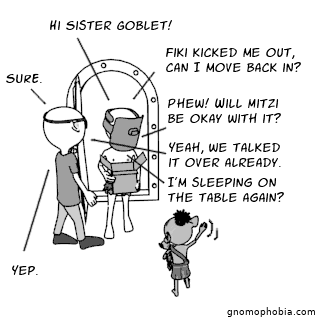 HI SISTER GOBLET!
FIKI KICKED ME OUT,
CAN I MOVE BACK IN?
SURE.
PHEW! WILL MITZI
BE OKAY WITH IT?
YEAH, WE TALKED
IT OVER ALREADY.
I'M SLEEPING ON
THE TABLE AGAIN?
YEP.
gnomophobia.com